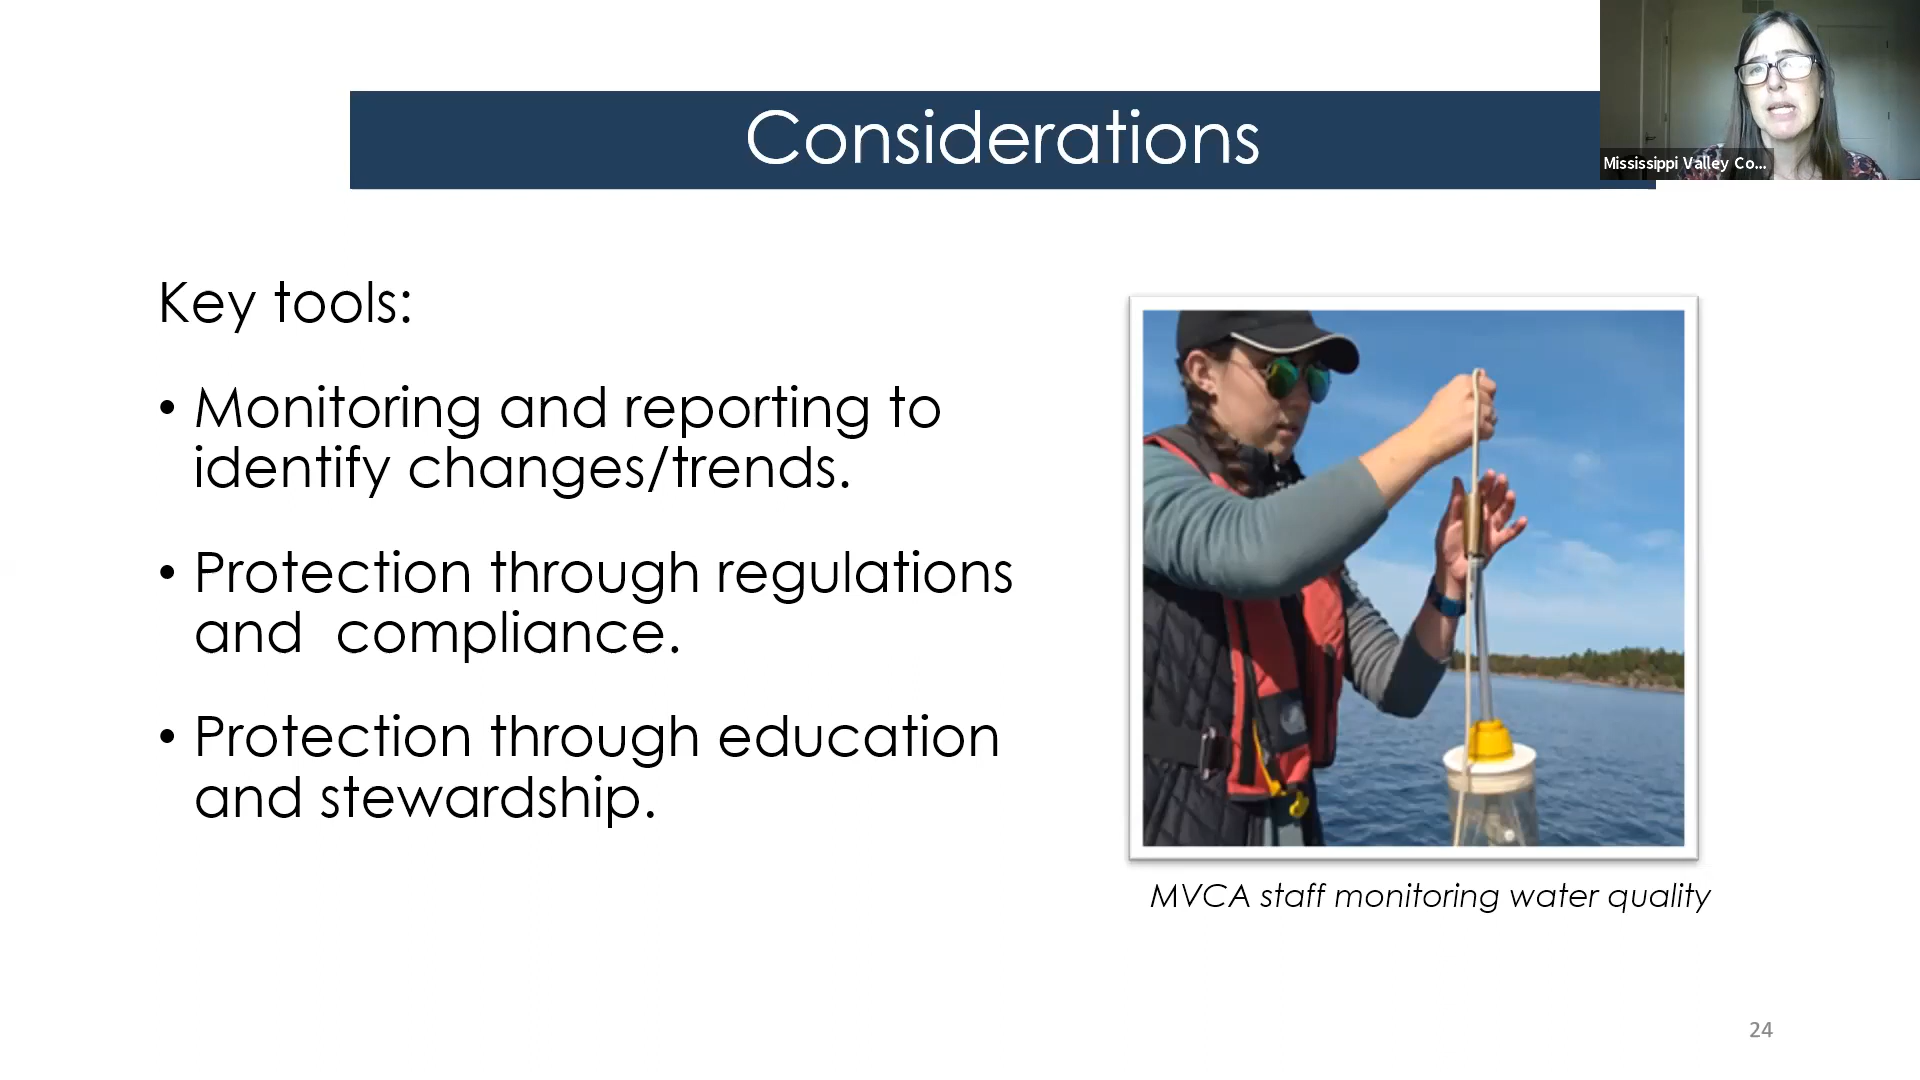 Considerations
Mississippi Valley Co...
Key tools:
• Monitoring and reporting to
identify changes/trends.
• Protection through regulations
and  compliance.
• Protection through education
and stewardship.
MVCA staff monitoring water quality
24